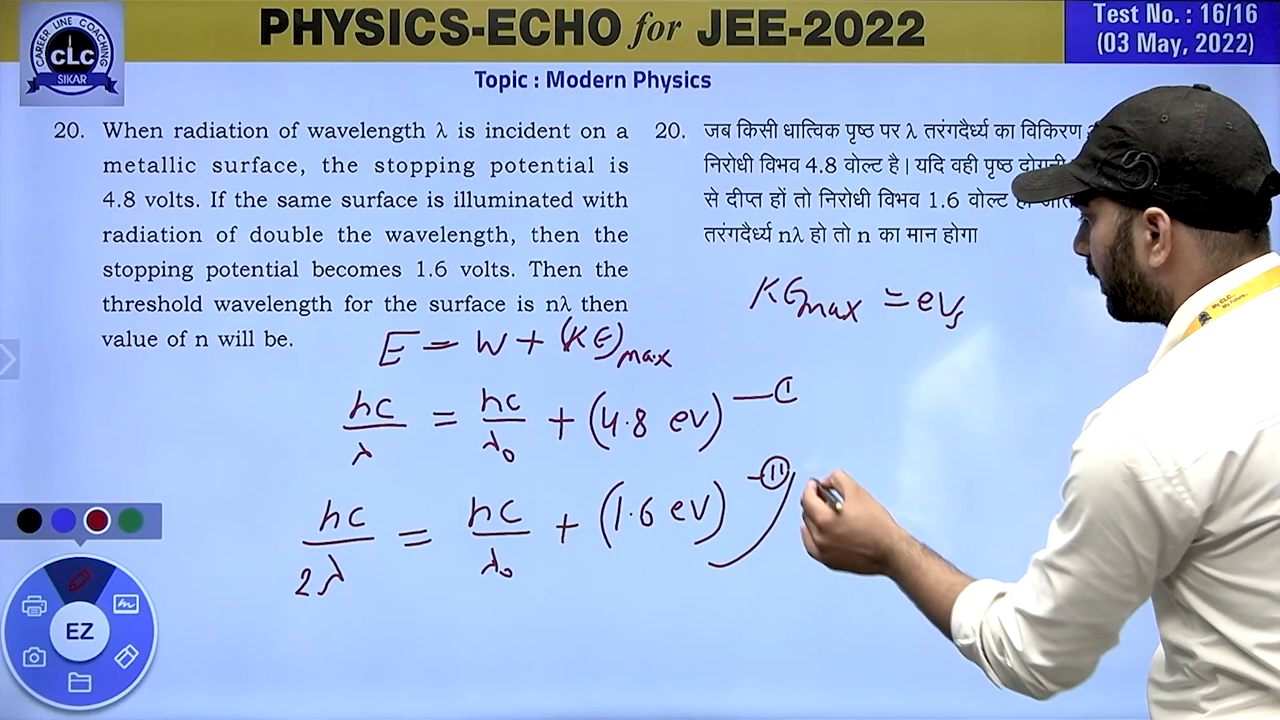 PHYSICS-ECHO for JEE-2022
Test No. : 16/16
(03 May, 2022)
CAREER LINE COACHING
CLC
SIKAR
Topic : Modern Physics
20. When radiation of wavelength λ is incident on a
metallic surface, the stopping potential is
4.8 volts. If the same surface is illuminated with
radiation of double the wavelength, then the
stopping potential becomes 1.6 volts. Then the
threshold wavelength for the surface is nλ then
value of n will be.
20. जब किसी धात्विक पृष्ठ पर λ तरंगदैर्ध्य का विकिरण
निरोधी विभव 4.8 वोल्ट है। यदि वही पृष्ठ दोगुनी
से दीप्त हों तो निरोधी विभव 1.6 वोल्ट हो
तरंगदैर्ध्य nλ हो तो n का मान होगा
KEmax = eVs
E = W + (KE)max
hc/λ = hc/λ0 + (4.8 ev) — (I
hc/2λ = hc/λ0 + (1.6 ev) — (II)
EZ
My CLC...
My Future...